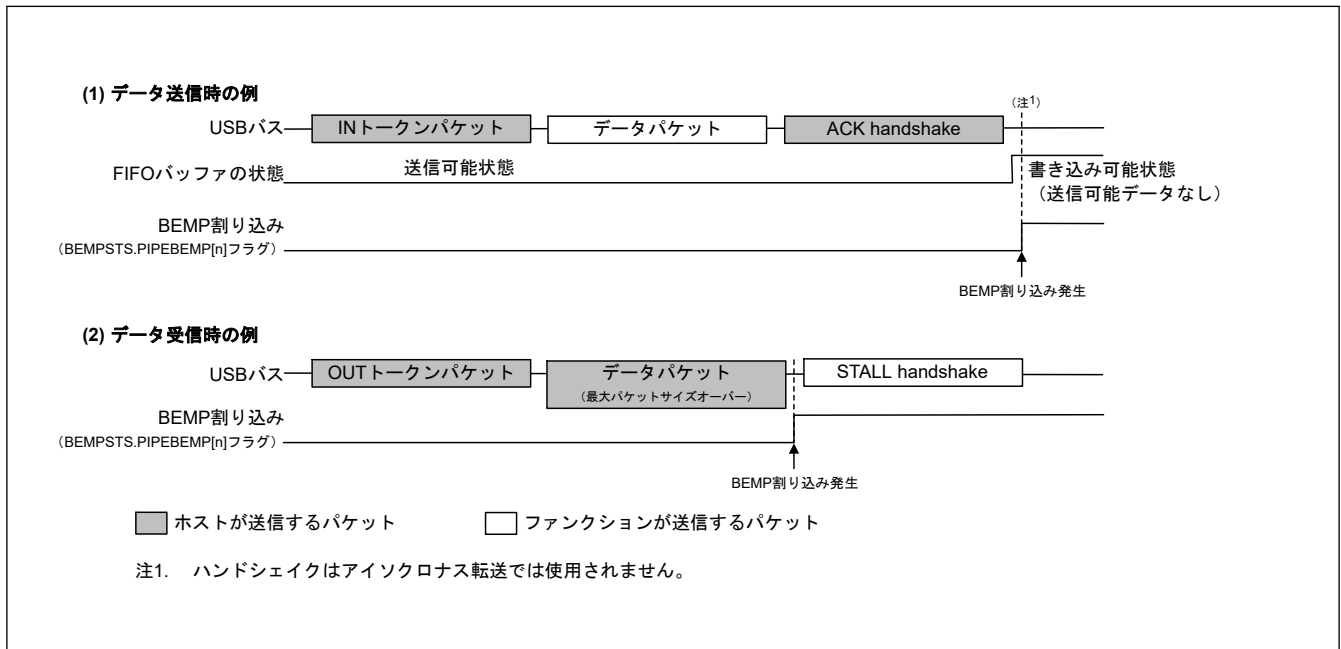 (1) データ送信時の例
(注1)
USBバス INトークンパケット データパケット ACK handshake
FIFOバッファの状態 送信可能状態 書き込み可能状態
(送信可能データなし)
BEMP割り込み
(BEMPSTS.PIPEBEMP[n]フラグ)
BEMP割り込み発生
(2) データ受信時の例
USBバス OUTトークンパケット データパケット STALL handshake
(最大パケットサイズオーバー)
BEMP割り込み
(BEMPSTS.PIPEBEMP[n]フラグ)
BEMP割り込み発生
ホストが送信するパケット ファンクションが送信するパケット
注1. ハンドシェイクはアイソクロナス転送では使用されません。